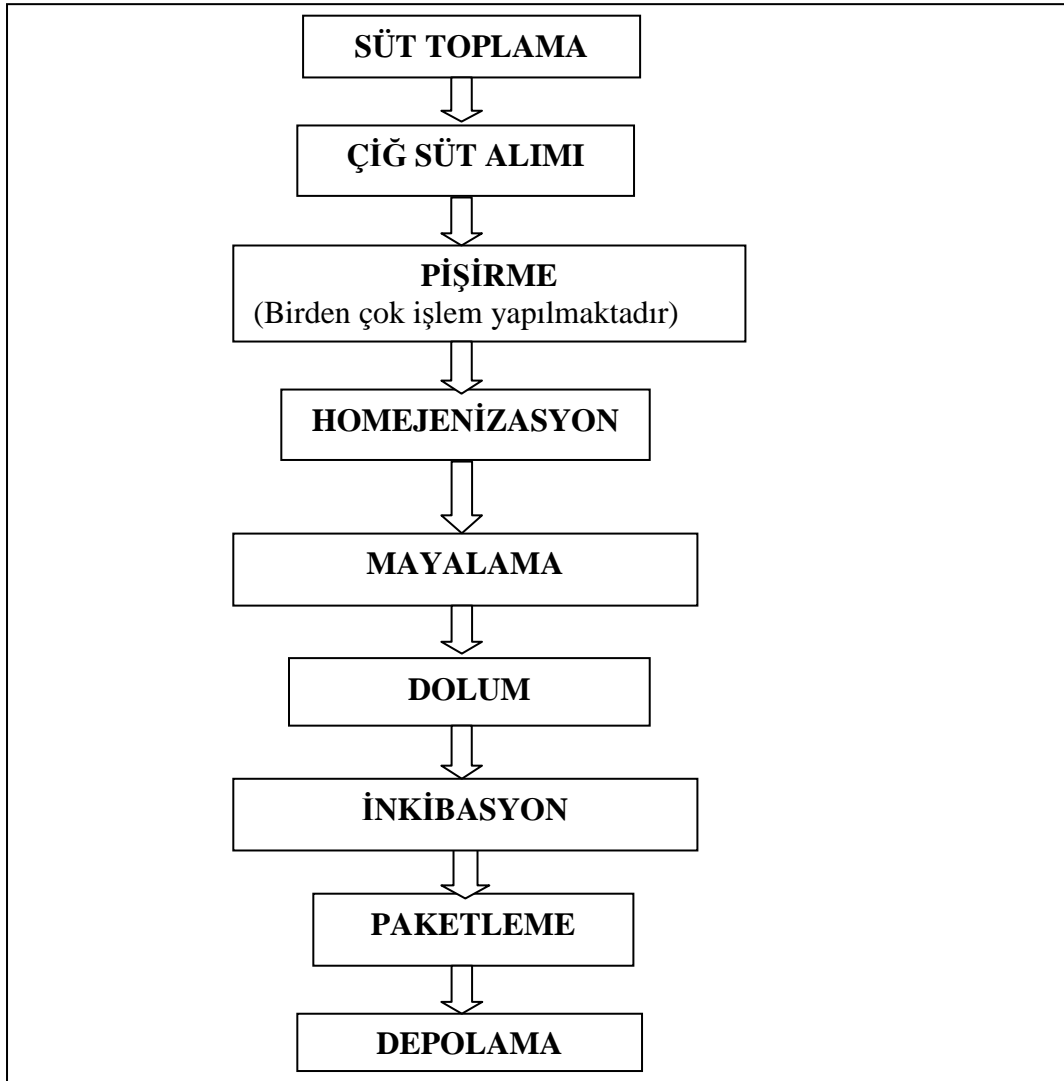 SÜT TOPLAMA
ÇİĞ SÜT ALIMI
PİŞİRME
(Birden çok işlem yapılmaktadır)
HOMEJENİZASYON
MAYALAMA
DOLUM
İNKİBASYON
PAKETLEME
DEPOLAMA